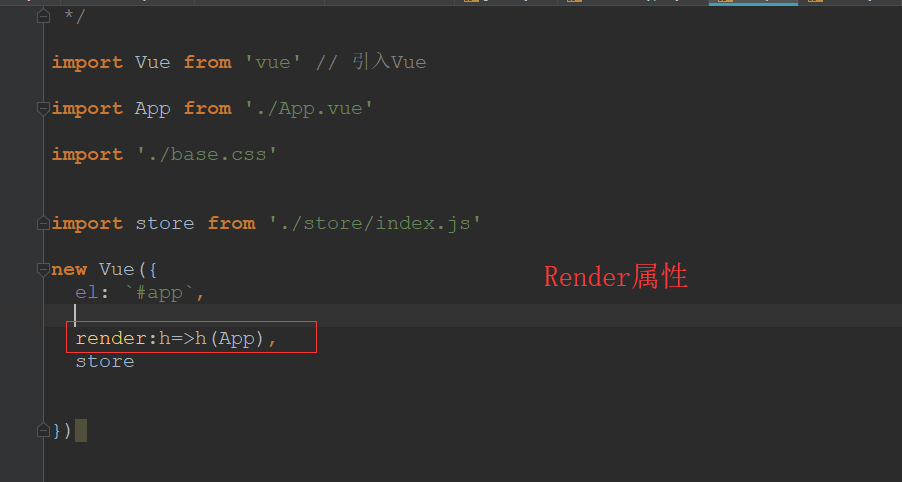 */
import Vue from 'vue' // 引入Vue
import App from './App.vue'
import './base.css'
import store from './store/index.js'
new Vue({
el: `#app`,
Render属性
render:h=>h(App),
store
})